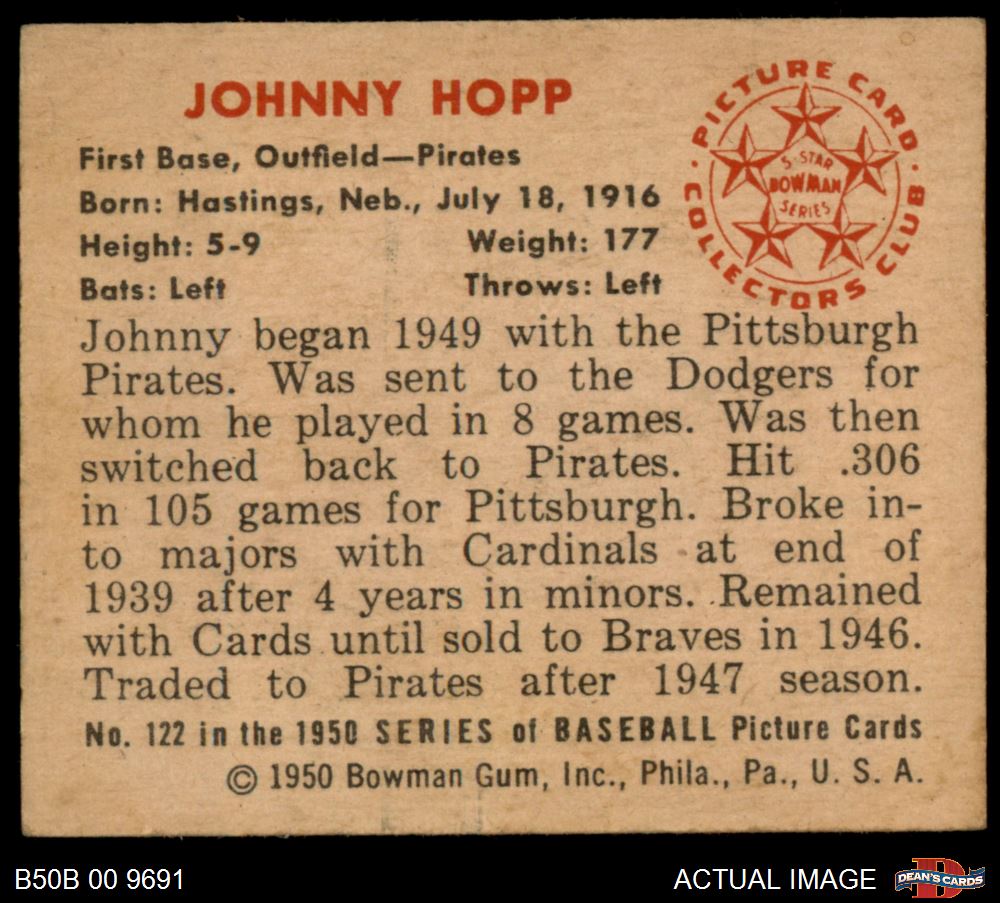 JOHNNY HOPP
First Base, Outfield—Pirates
Born: Hastings, Neb., July 18, 1916
Height: 5-9 Weight: 177
Bats: Left Throws: Left
PICTURE CARD
COLLECTORS CLUB
5-STAR
BOWMAN
SERIES
Johnny began 1949 with the Pittsburgh
Pirates. Was sent to the Dodgers for
whom he played in 8 games. Was then
switched back to Pirates. Hit .306
in 105 games for Pittsburgh. Broke in-
to majors with Cardinals at end of
1939 after 4 years in minors. Remained
with Cards until sold to Braves in 1946.
Traded to Pirates after 1947 season.
No. 122 in the 1950 SERIES of BASEBALL Picture Cards
© 1950 Bowman Gum, Inc., Phila., Pa., U. S. A.
B50B 00 9691
ACTUAL IMAGE
D
DEAN'S CARDS